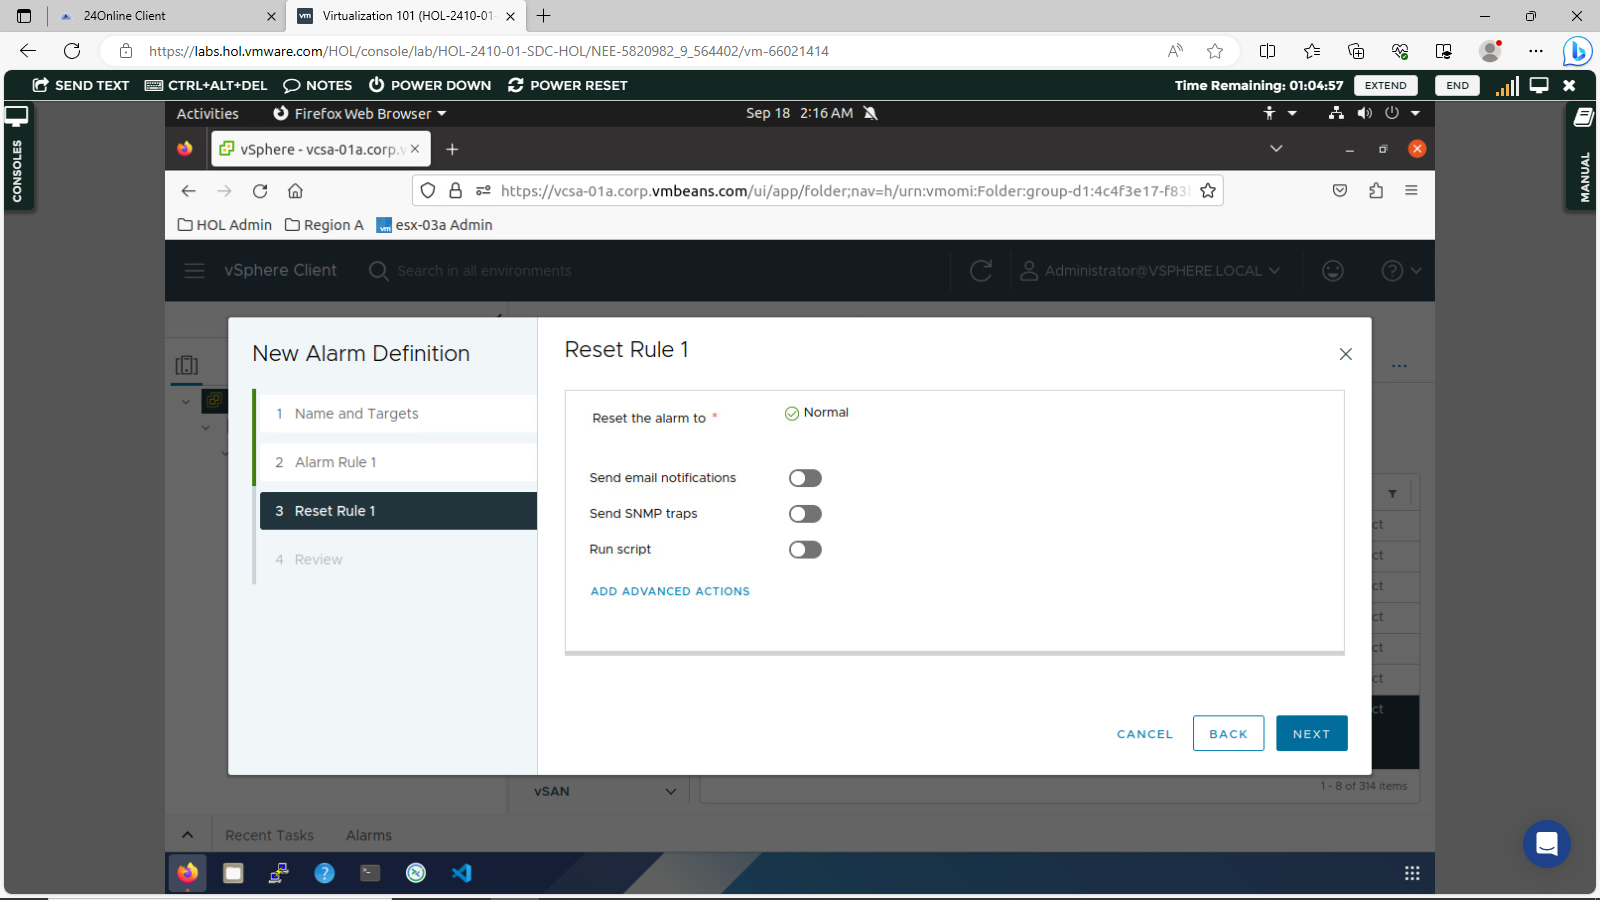 24Online Client
Virtualization 101 (HOL-2410-01-
https://labs.hol.vmware.com/HOL/console/lab/HOL-2410-01-SDC-HOL/NEE-5820982_9_564402/vm-66021414
SEND TEXT CTRL+ALT+DEL NOTES POWER DOWN POWER RESET
Time Remaining: 01:04:57 EXTEND END
CONSOLES
MANUAL
Activities Firefox Web Browser Sep 18 2:16 AM
vSphere - vcsa-01a.corp.v
https://vcsa-01a.corp.vmbeans.com/ui/app/folder;nav=h/urn:vmomi:Folder:group-d1:4c4f3e17-f83
HOL Admin Region A esx-03a Admin
vSphere Client Search in all environments Administrator@VSPHERE.LOCAL
New Alarm Definition
1 Name and Targets
2 Alarm Rule 1
3 Reset Rule 1
4 Review
Reset Rule 1
Reset the alarm to * Normal
Send email notifications
Send SNMP traps
Run script
ADD ADVANCED ACTIONS
CANCEL BACK NEXT
ct
ct
ct
ct
ct
ct
ct
vSAN
1 - 8 of 314 items
Recent Tasks Alarms